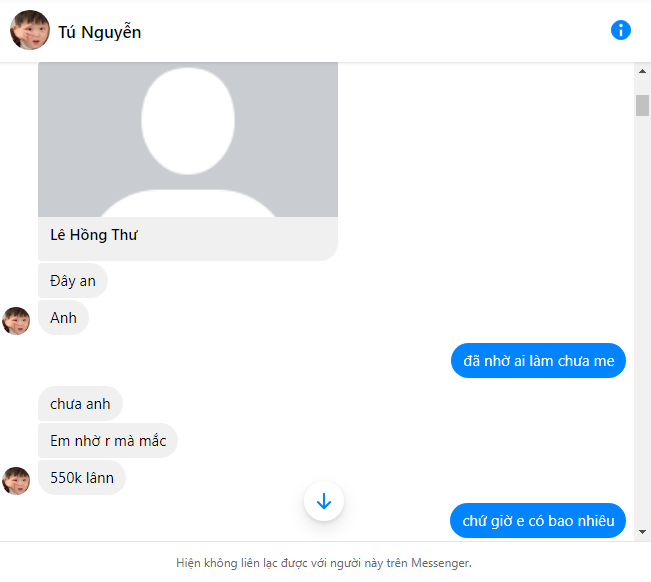 Tú Nguyễn
Lê Hồng Thư
Đây an
Anh
đã nhờ ai làm chưa me
chưa anh
Em nhờ r mà mắc
550k lânn
chứ giờ e có bao nhiêu
Hiện không liên lạc được với người này trên Messenger.